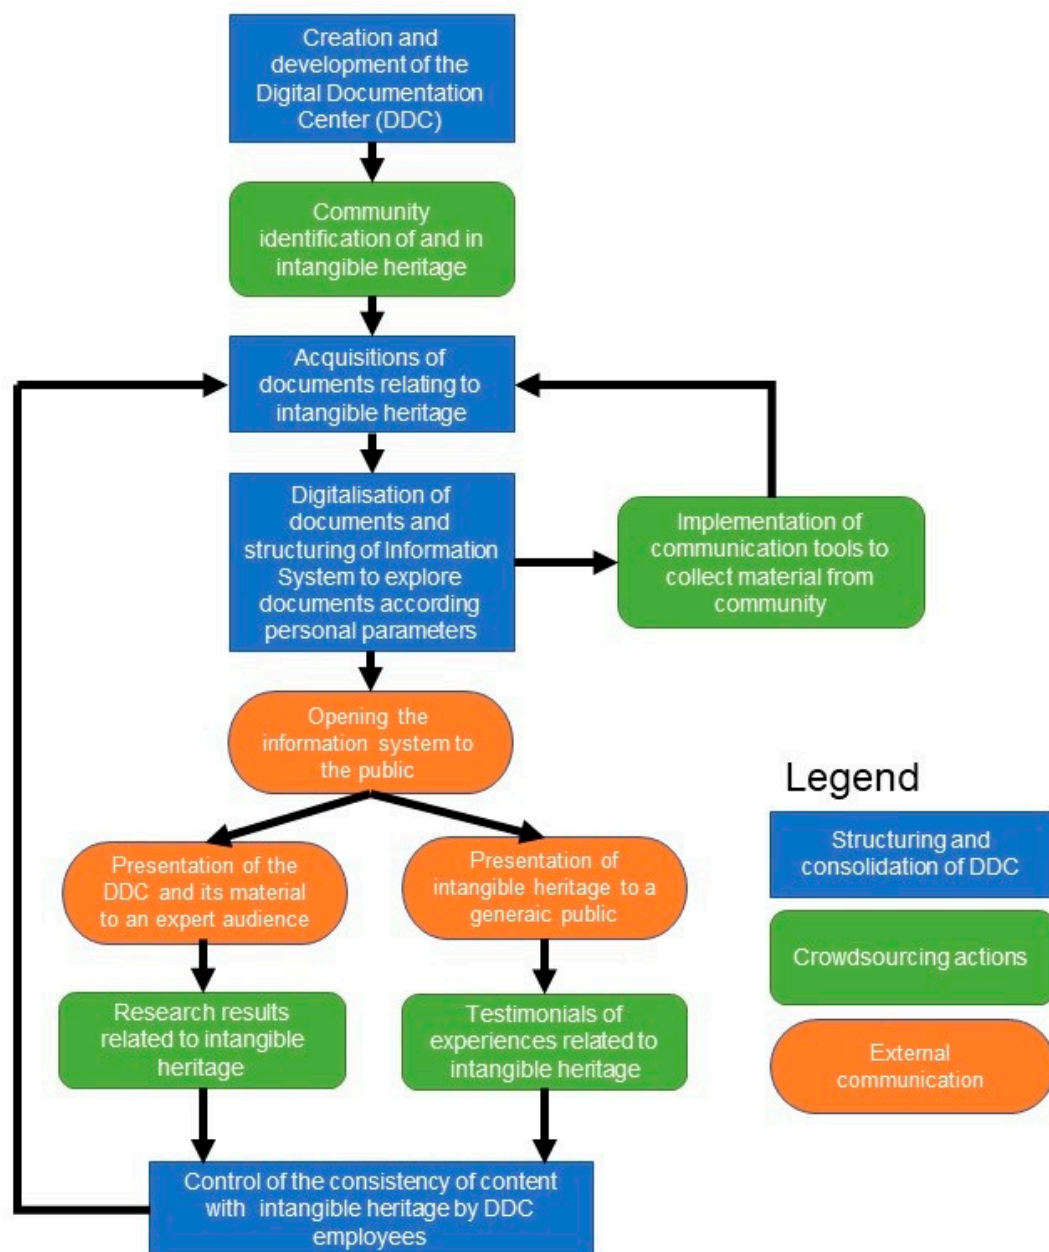 Creation and
development of the
Digital Documentation
Center (DDC)
Community
identification of and in
intangible heritage
Acquisitions of
documents relating to
intangible heritage
Digitalisation of
documents and
structuring of Information
System to explore
documents according
personal parameters
Implementation of
communication tools to
collect material from
community
Opening the
information system to
the public
Presentation of the
DDC and its material
to an expert audience
Presentation of
intangible heritage to a
generaic public
Research results
related to intangible
heritage
Testimonials of
experiences related to
intangible heritage
Control of the consistency of content
with intangible heritage by DDC
employees
Legend
Structuring and
consolidation of DDC
Crowdsourcing actions
External
communication